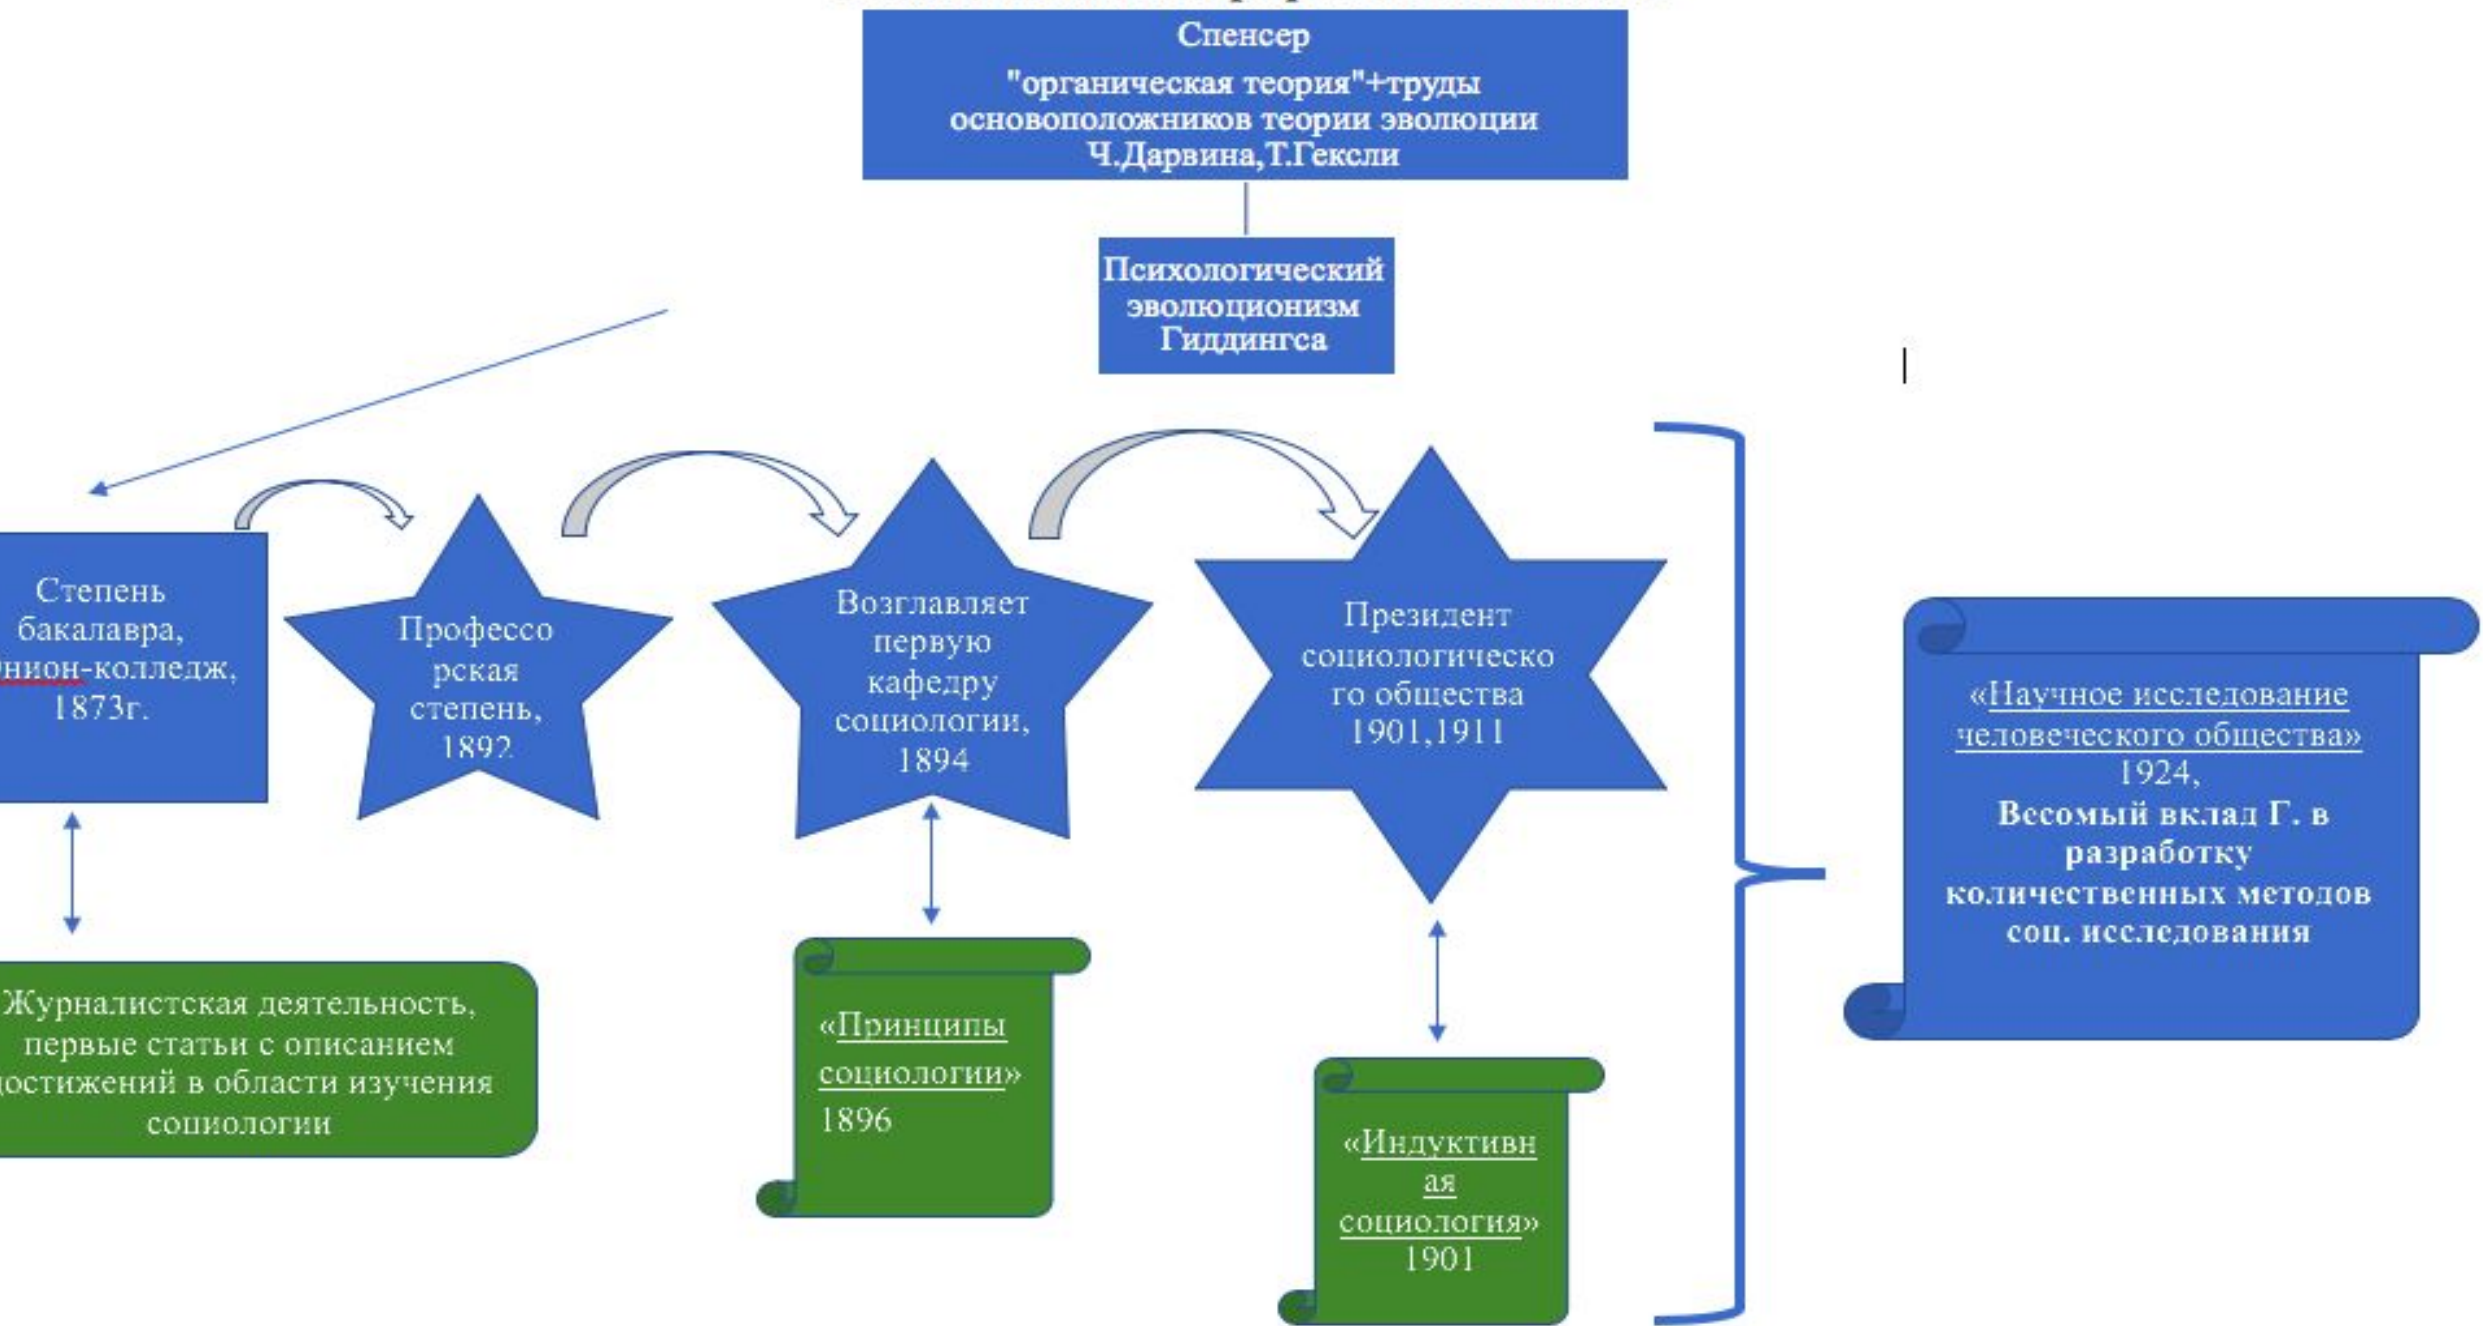 Спенсер
"органическая теория"+труды
основоположников теории эволюции
Ч.Дарвина,Т.Гексли
Психологический
эволюционизм
Гиддингса
Степень
бакалавра,
нион-колледж,
1873г.
Профессо
рская
степень,
1892
Возглавляет
первую
кафедру
социологии,
1894
Президент
социологическо
го общества
1901,1911
«Научное исследование
человеческого общества»
1924,
Весомый вклад Г. в
разработку
количественных методов
соц. исследования
Журналистская деятельность,
первые статьи с описанием
достижений в области изучения
социологии
«Принципы
социологии»
1896
«Индуктивн
ая
социология»
1901